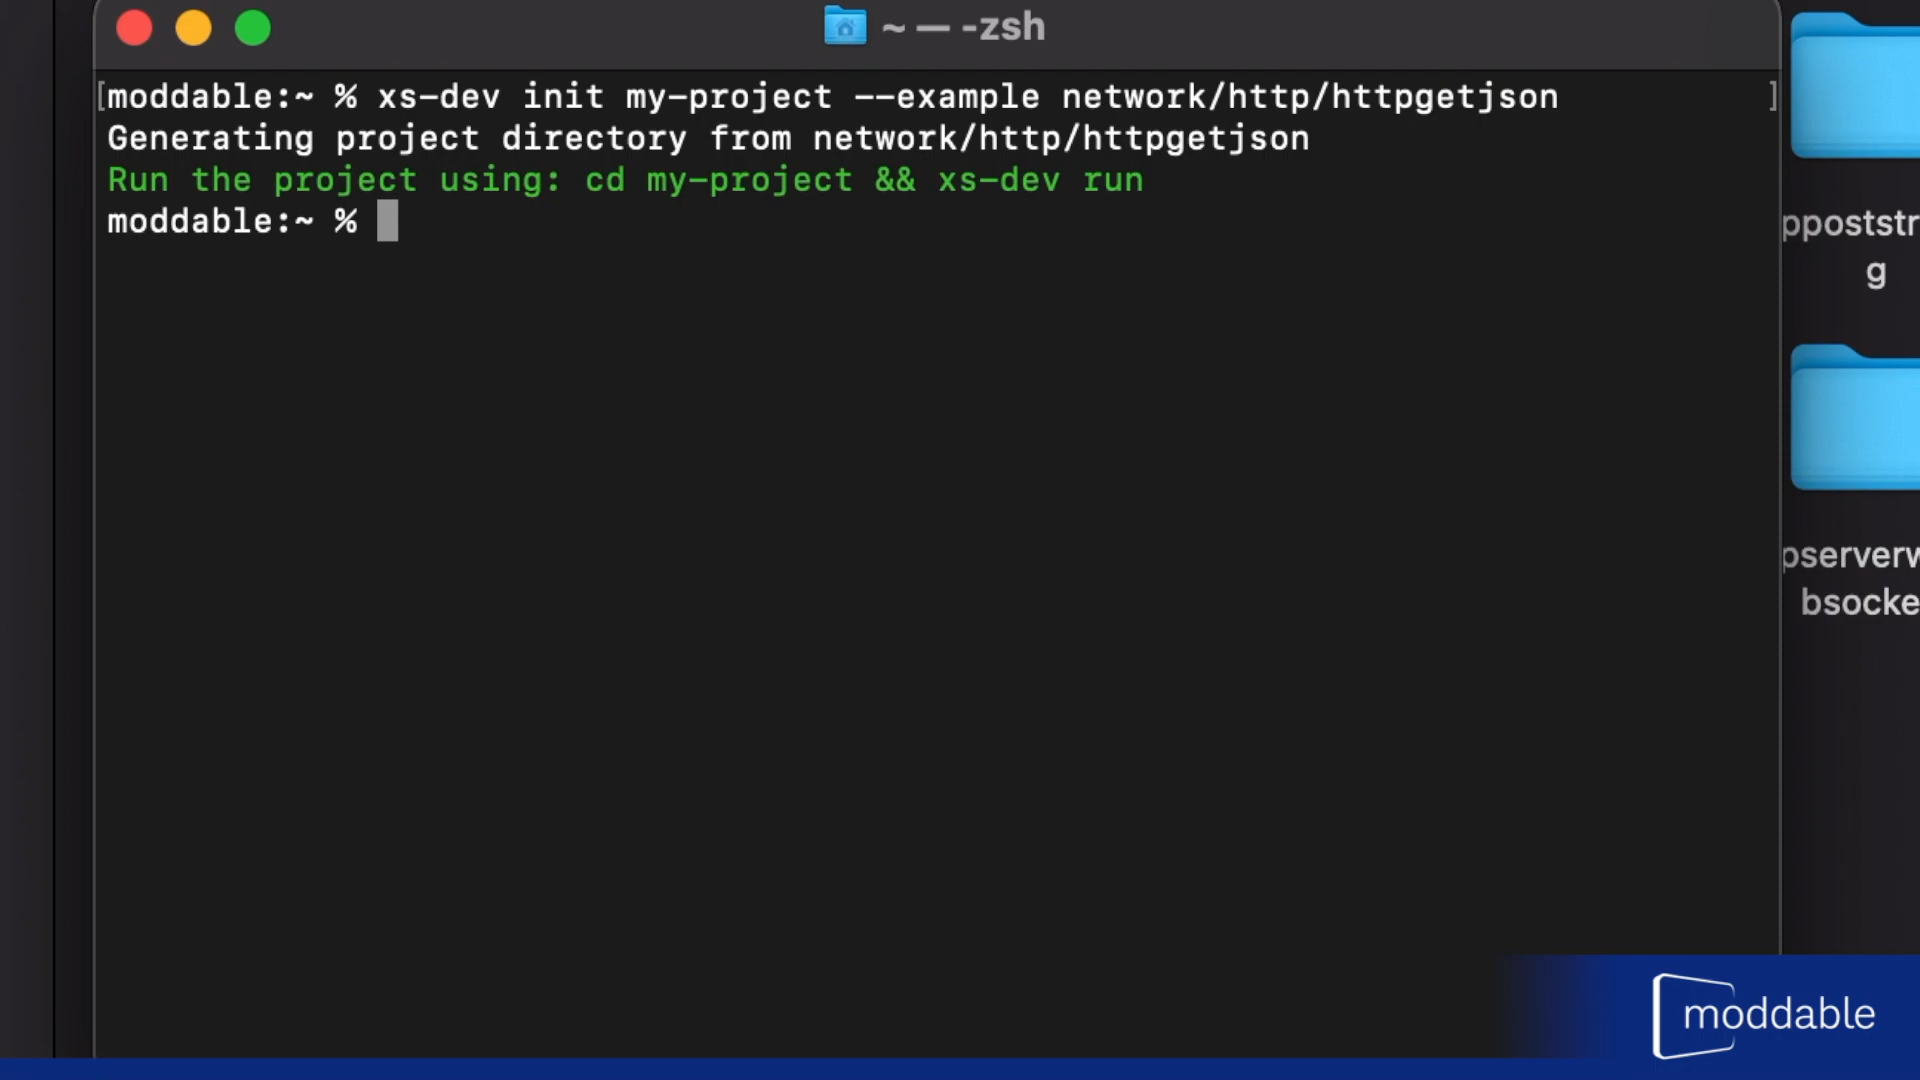 ~ — -zsh
[moddable:~ % xs-dev init my-project --example network/http/httpgetjson ]
Generating project directory from network/http/httpgetjson
Run the project using: cd my-project && xs-dev run
moddable:~ %
ppoststr
g
pserverw
bsocke
moddable